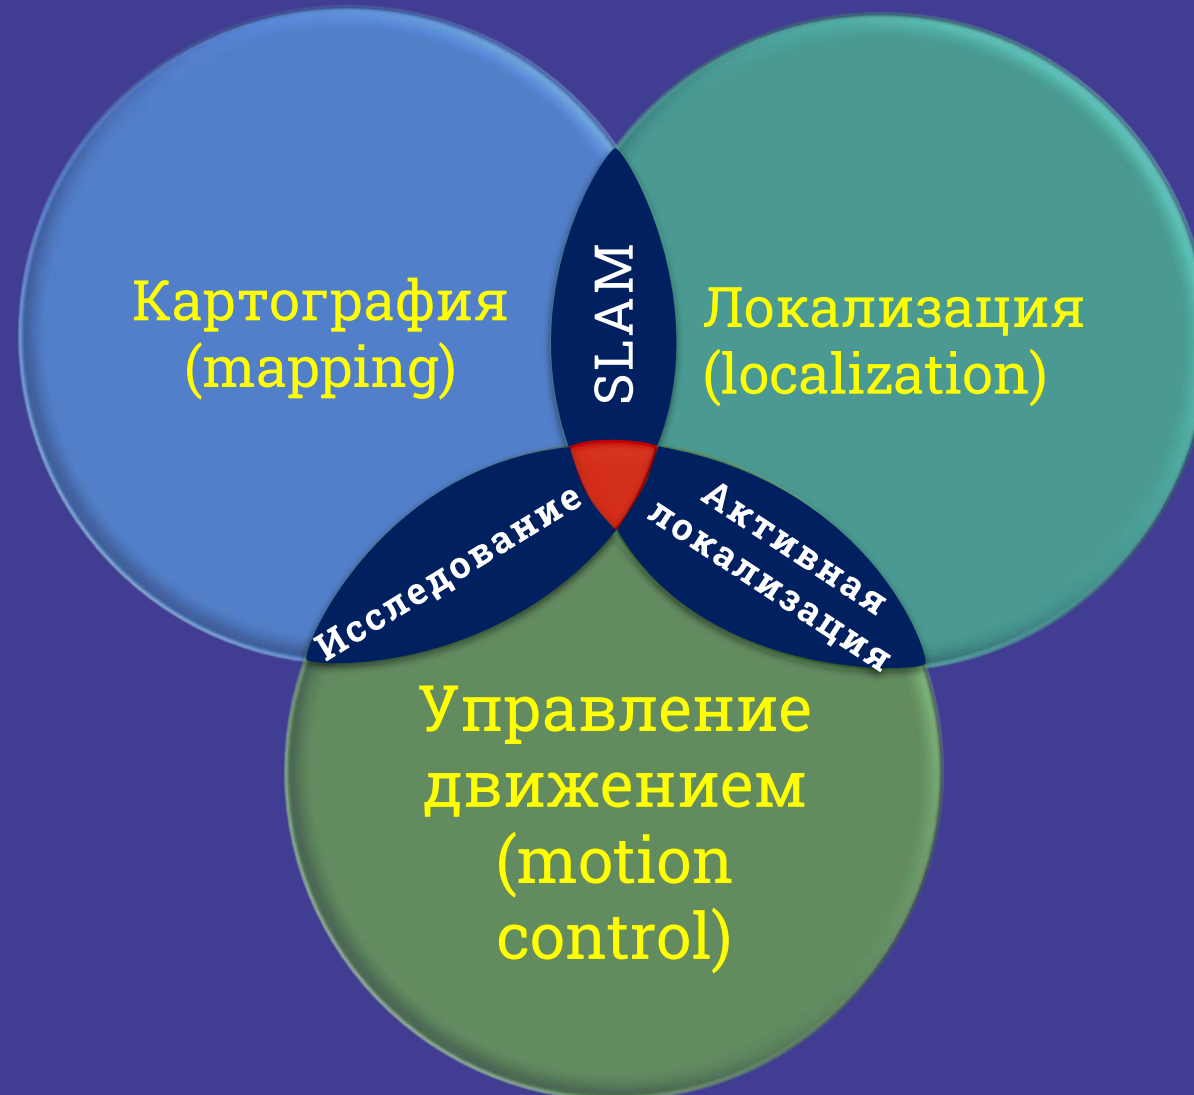 Картография
(mapping)
SLAM
Локализация
(localization)
Исследование
Активная
локализация
Управление
движением
(motion
control)